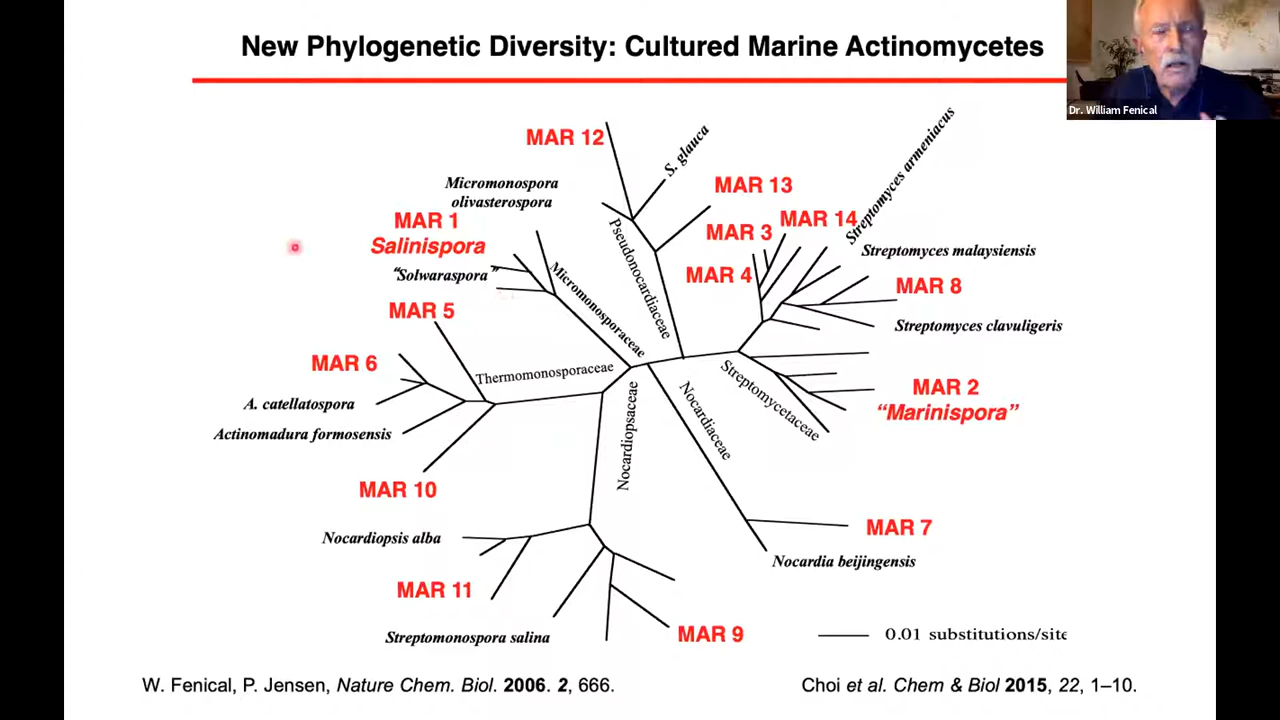 New Phylogenetic Diversity: Cultured Marine Actinomycetes
Dr. William Fenical
MAR 12
S. glauca
Streptomyces armeniacus
Micromonospora
olivasterospora
MAR 13
MAR 1
Salinispora
MAR 14
MAR 3
Pseudonocardiaceae
Streptomyces malaysiensis
"Solwaraspora"
Micromonosporaceae
MAR 4
MAR 8
MAR 5
Streptomyces clavuligeris
MAR 6
Thermomonosporaceae
A. catellatospora
Actinomadura formosensis
Nocardiopsaceae
Nocardiaceae
Streptomycetaceae
MAR 2
“Marinispora”
MAR 10
MAR 7
Nocardiopsis alba
Nocardia beijingensis
MAR 11
Streptomonospora salina
MAR 9
0.01 substitutions/site
W. Fenical, P. Jensen, Nature Chem. Biol. 2006. 2, 666.
Choi et al. Chem & Biol 2015, 22, 1–10.